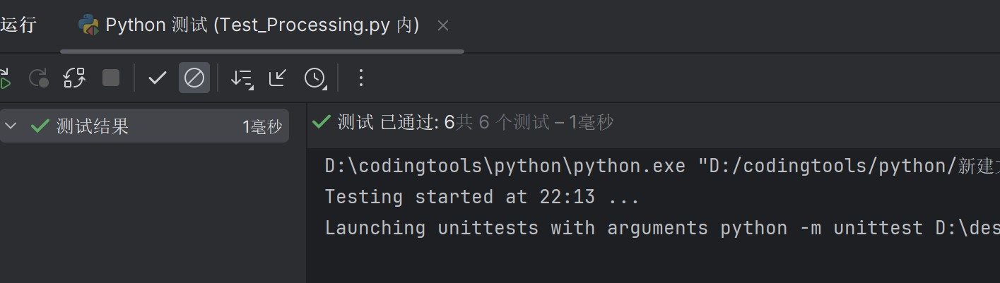 运行 Python 测试 (Test_Processing.py 内)
测试结果 1毫秒
测试 已通过: 6共 6 个测试 – 1毫秒
D:\codingtools\python\python.exe "D:/codingtools/python/新建
Testing started at 22:13 ...
Launching unittests with arguments python -m unittest D:\des